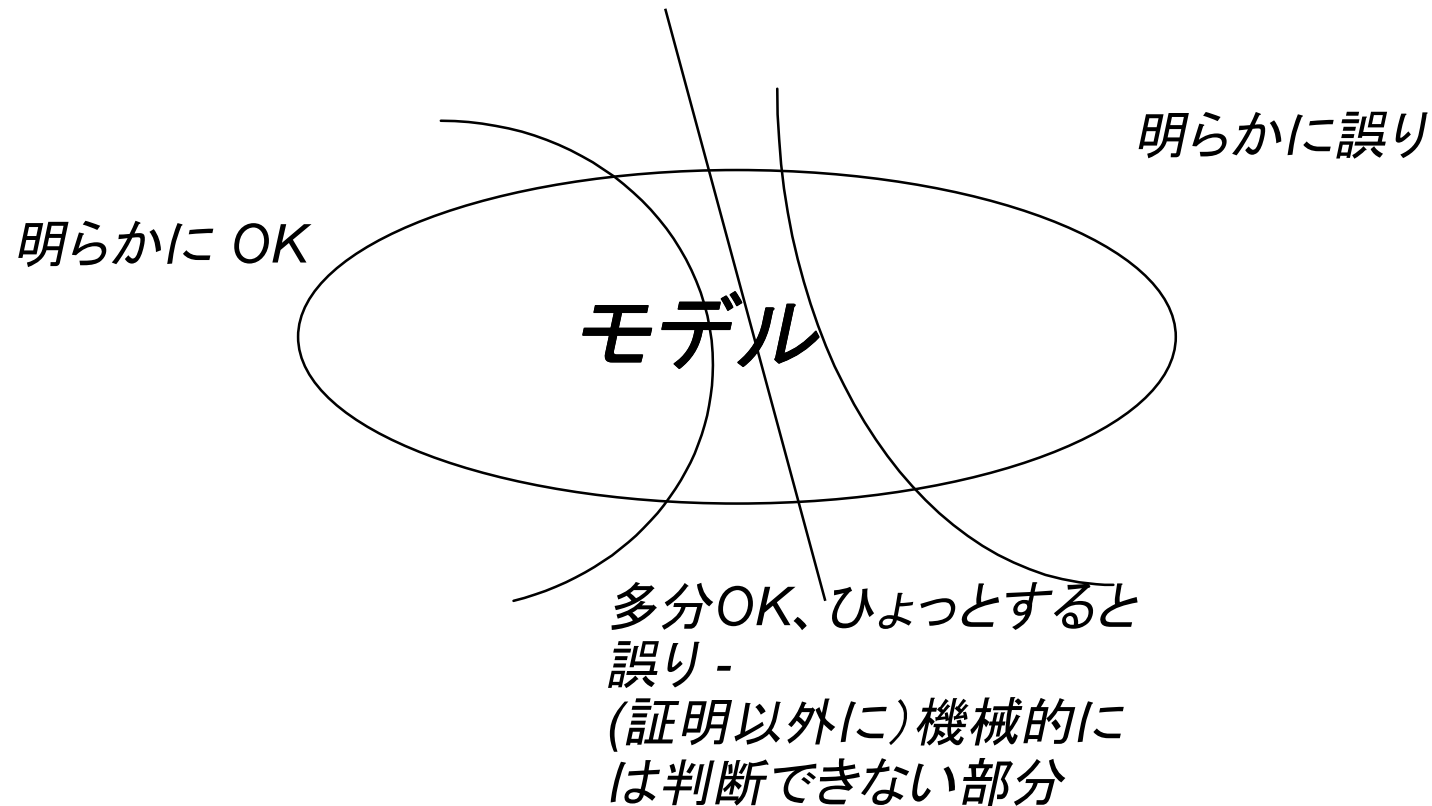 明らかに誤り
明らかに OK
モデル
多分OK、ひょっとすると
誤り -
(証明以外に）機械的に
は判断できない部分